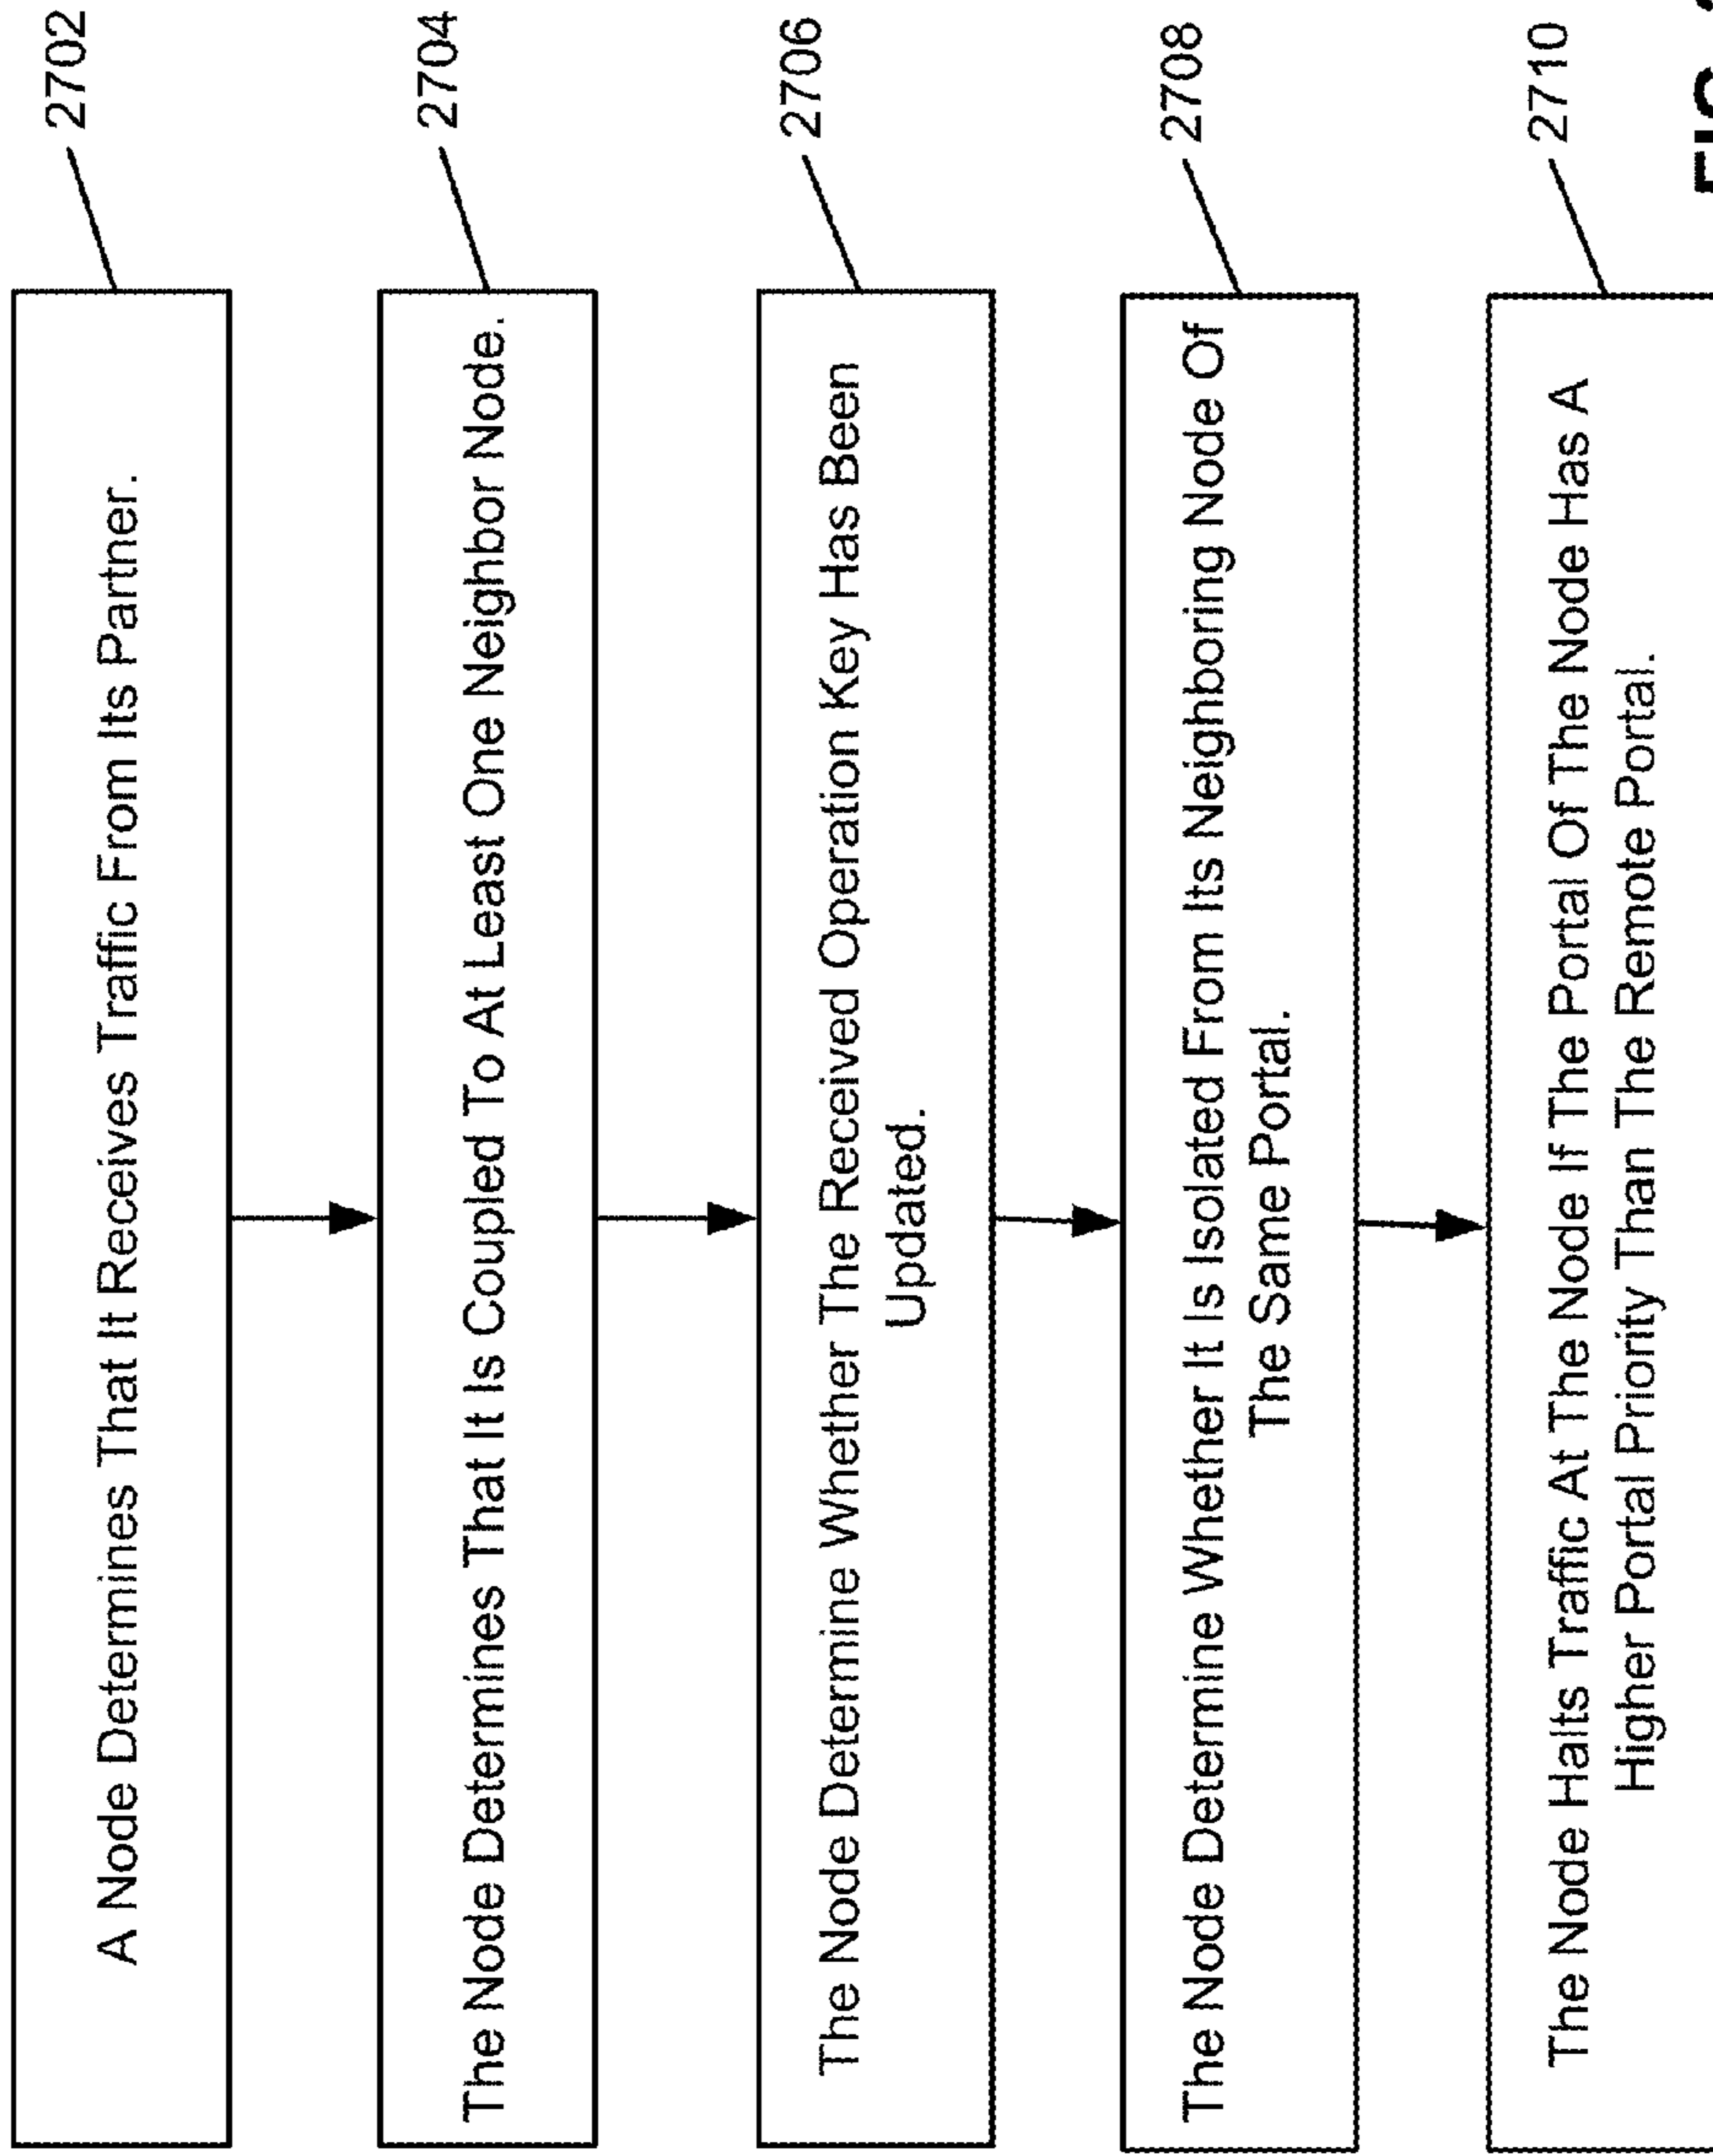 A Node Determines That It Receives Traffic From Its Partner.
2702
The Node Determines That It Is Coupled To At Least One Neighbor Node.
2704
The Node Determine Whether The Received Operation Key Has Been
Updated.
2706
The Node Determine Whether It Is Isolated From Its Neighboring Node Of
The Same Portal.
2708
The Node Halts Traffic At The Node If The Portal Of The Node Has A
Higher Portal Priority Than The Remote Portal.
2710